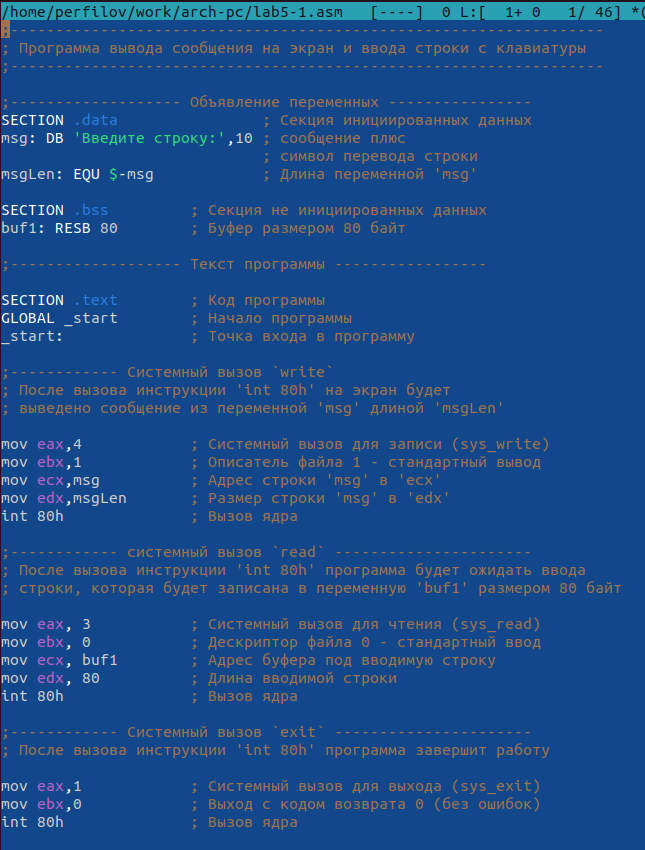 /home/perfilov/work/arch-pc/lab5-1.asm   [----]  0 L:[  1+ 0   1/ 46] *(
;------------------------------------------------------------------
; Программа вывода сообщения на экран и ввода строки с клавиатуры
;------------------------------------------------------------------
;------------------- Объявление переменных ----------------
SECTION .data                ; Секция инициированных данных
msg: DB 'Введите строку:',10 ; сообщение плюс
                             ; символ перевода строки
msgLen: EQU $-msg            ; Длина переменной 'msg'
SECTION .bss         ; Секция не инициированных данных
buf1: RESB 80        ; Буфер размером 80 байт
;------------------- Текст программы -----------------
SECTION .text        ; Код программы
GLOBAL _start        ; Начало программы
_start:              ; Точка входа в программу
;------------ Системный вызов `write`
; После вызова инструкции 'int 80h' на экран будет
; выведено сообщение из переменной 'msg' длиной 'msgLen'
mov eax,4            ; Системный вызов для записи (sys_write)
mov ebx,1            ; Описатель файла 1 - стандартный вывод
mov ecx,msg          ; Адрес строки 'msg' в 'ecx'
mov edx,msgLen       ; Размер строки 'msg' в 'edx'
int 80h              ; Вызов ядра
;------------ системный вызов `read` ----------------------
; После вызова инструкции 'int 80h' программа будет ожидать ввода
; строки, которая будет записана в переменную 'buf1' размером 80 байт
mov eax, 3           ; Системный вызов для чтения (sys_read)
mov ebx, 0           ; Дескриптор файла 0 - стандартный ввод
mov ecx, buf1        ; Адрес буфера под вводимую строку
mov edx, 80          ; Длина вводимой строки
int 80h              ; Вызов ядра
;------------ Системный вызов `exit` ----------------------
; После вызова инструкции 'int 80h' программа завершит работу
mov eax,1            ; Системный вызов для выхода (sys_exit)
mov ebx,0            ; Выход с кодом возврата 0 (без ошибок)
int 80h              ; Вызов ядра